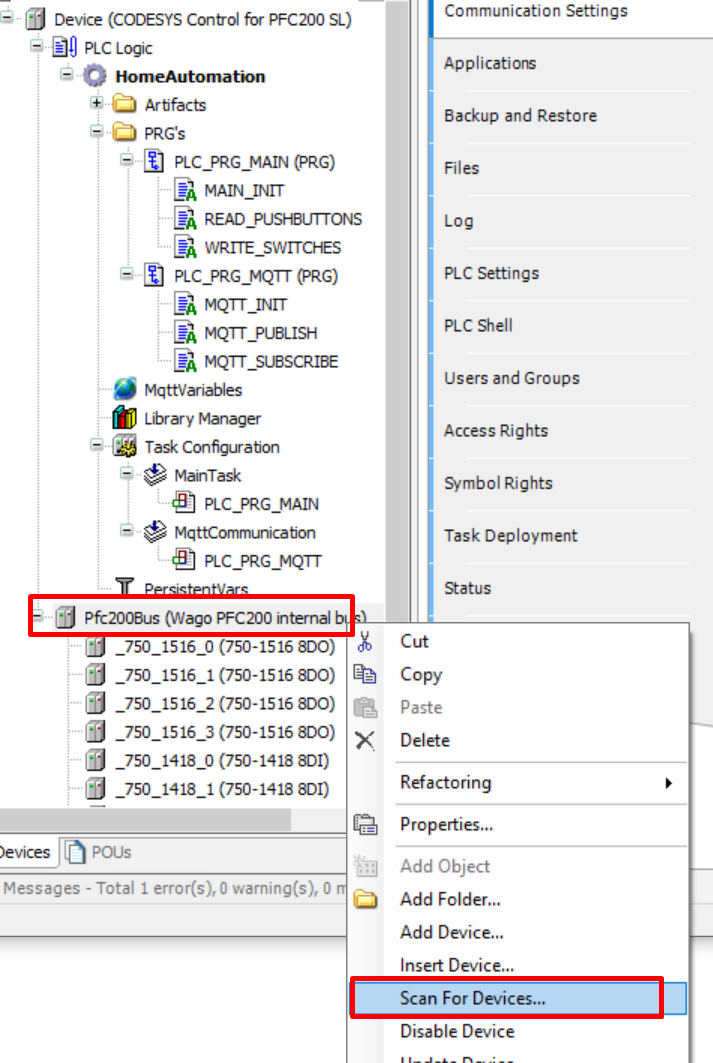 Device (CODESYS Control for PFC200 SL)
PLC Logic
HomeAutomation
Artifacts
PRG's
PLC_PRG_MAIN (PRG)
MAIN_INIT
READ_PUSHBUTTONS
WRITE_SWITCHES
PLC_PRG_MQTT (PRG)
MQTT_INIT
MQTT_PUBLISH
MQTT_SUBSCRIBE
MqttVariables
Library Manager
Task Configuration
MainTask
PLC_PRG_MAIN
MqttCommunication
PLC_PRG_MQTT
PersistentVars
Pfc200Bus (Wago PFC200 internal bus)
_750_1516_0 (750-1516 8DO)
_750_1516_1 (750-1516 8DO)
_750_1516_2 (750-1516 8DO)
_750_1516_3 (750-1516 8DO)
_750_1418_0 (750-1418 8DI)
_750_1418_1 (750-1418 8DI)
Devices
POUs
Messages - Total 1 error(s), 0 warning(s), 0 m
Communication Settings
Applications
Backup and Restore
Files
Log
PLC Settings
PLC Shell
Users and Groups
Access Rights
Symbol Rights
Task Deployment
Status
Cut
Copy
Paste
Delete
Refactoring
Properties...
Add Object
Add Folder...
Add Device...
Insert Device...
Scan For Devices...
Disable Device
Update Device